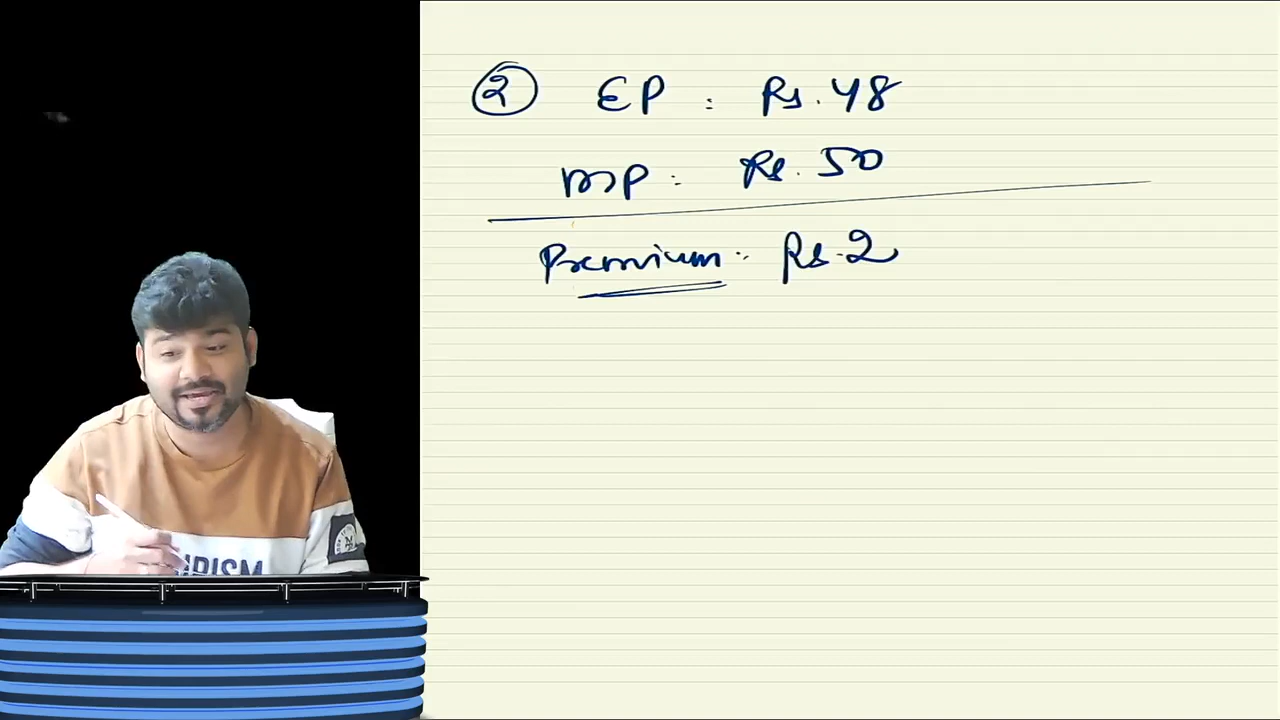 ② EP : Rs. 48
MP : Rs. 50
Premium : Rs. 2